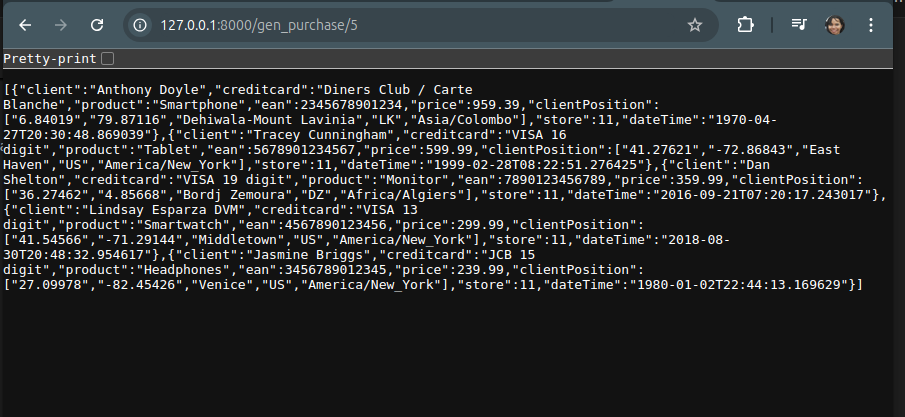 127.0.0.1:8000/gen_purchase/5
Pretty-print
[{"client":"Anthony Doyle","creditcard":"Diners Club / Carte
Blanche","product":"Smartphone","ean":2345678901234,"price":959.39,"clientPosition":
["6.84019","79.87116","Dehiwala-Mount Lavinia","LK","Asia/Colombo"],"store":11,"dateTime":"1970-04-
27T20:30:48.869039"},{"client":"Tracey Cunningham","creditcard":"VISA 16
digit","product":"Tablet","ean":5678901234567,"price":599.99,"clientPosition":["41.27621","-72.86843","East
Haven","US","America/New_York"],"store":11,"dateTime":"1999-02-28T08:22:51.276425"},{"client":"Dan
Shelton","creditcard":"VISA 19 digit","product":"Monitor","ean":7890123456789,"price":359.99,"clientPosition":
["36.27462","4.85668","Bordj Zemoura","DZ","Africa/Algiers"],"store":11,"dateTime":"2016-09-21T07:20:17.243017"},
{"client":"Lindsay Esparza DVM","creditcard":"VISA 13
digit","product":"Smartwatch","ean":4567890123456,"price":299.99,"clientPosition":
["41.54566","-71.29144","Middletown","US","America/New_York"],"store":11,"dateTime":"2018-08-
30T20:48:32.954617"},{"client":"Jasmine Briggs","creditcard":"JCB 15
digit","product":"Headphones","ean":3456789012345,"price":239.99,"clientPosition":
["27.09978","-82.45426","Venice","US","America/New_York"],"store":11,"dateTime":"1980-01-02T22:44:13.169629"}]